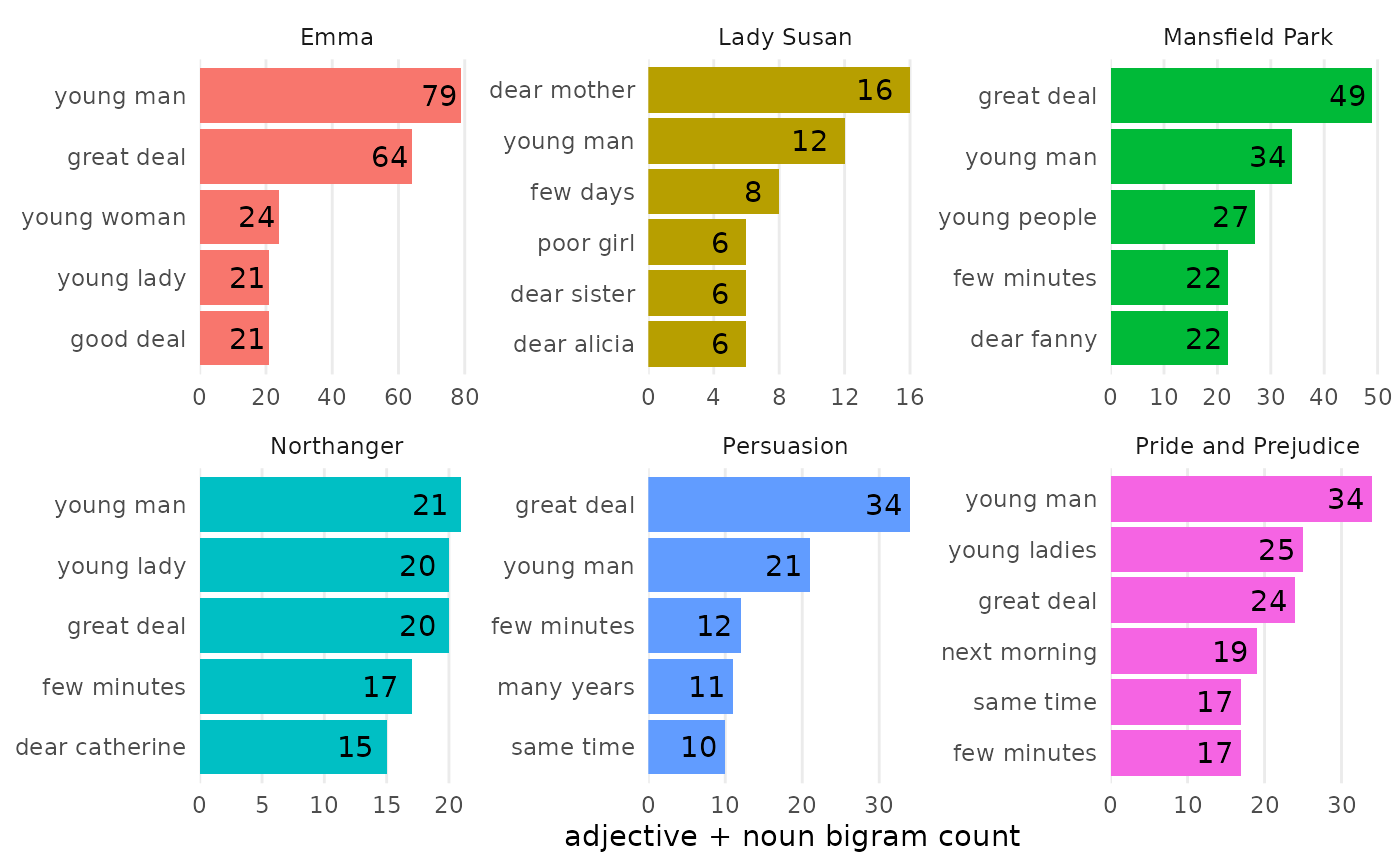 Emma
young man 79
great deal 64
young woman 24
young lady 21
good deal 21
0 20 40 60 80
Lady Susan
dear mother 16
young man 12
few days 8
poor girl 6
dear sister 6
dear alicia 6
0 4 8 12 16
Mansfield Park
great deal 49
young man 34
young people 27
few minutes 22
dear fanny 22
0 10 20 30 40 50
Northanger
young man 21
young lady 20
great deal 20
few minutes 17
dear catherine 15
0 5 10 15 20
Persuasion
great deal 34
young man 21
few minutes 12
many years 11
same time 10
0 10 20 30
Pride and Prejudice
young man 34
young ladies 25
great deal 24
next morning 19
same time 17
few minutes 17
0 10 20 30
adjective + noun bigram count